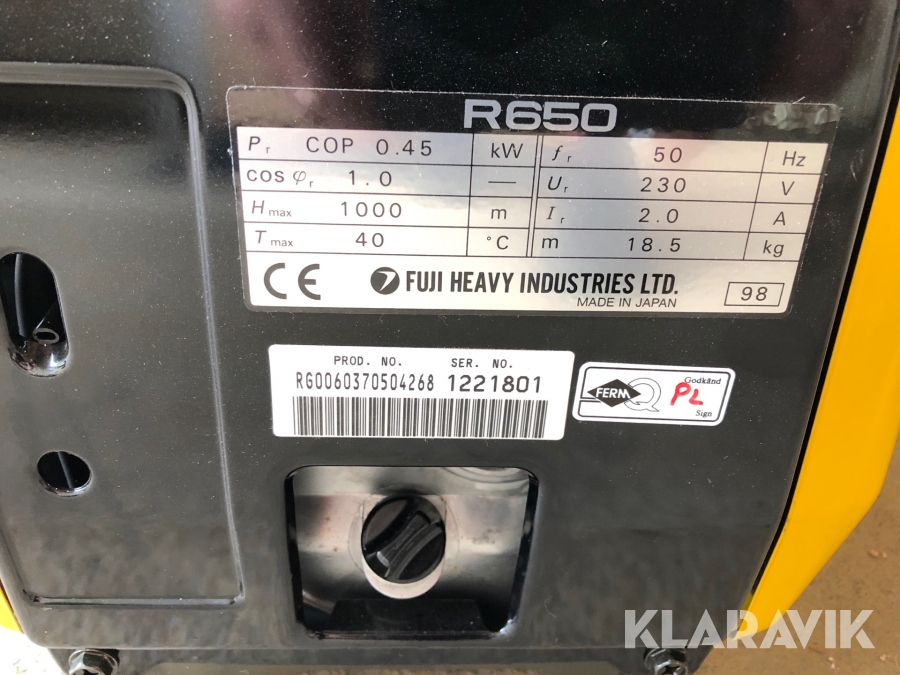 R650
Pr COP 0.45 kW fr 50 Hz
cos φr 1.0 — Ur 230 V
Hmax 1000 m Ir 2.0 A
Tmax 40 °C m 18.5 kg
CE FUJI HEAVY INDUSTRIES LTD.
MADE IN JAPAN 98
PROD. NO. SER. NO.
RG0060370504268 1221801
FERM Q Godkänd
PL
Sign
KLARAVIK